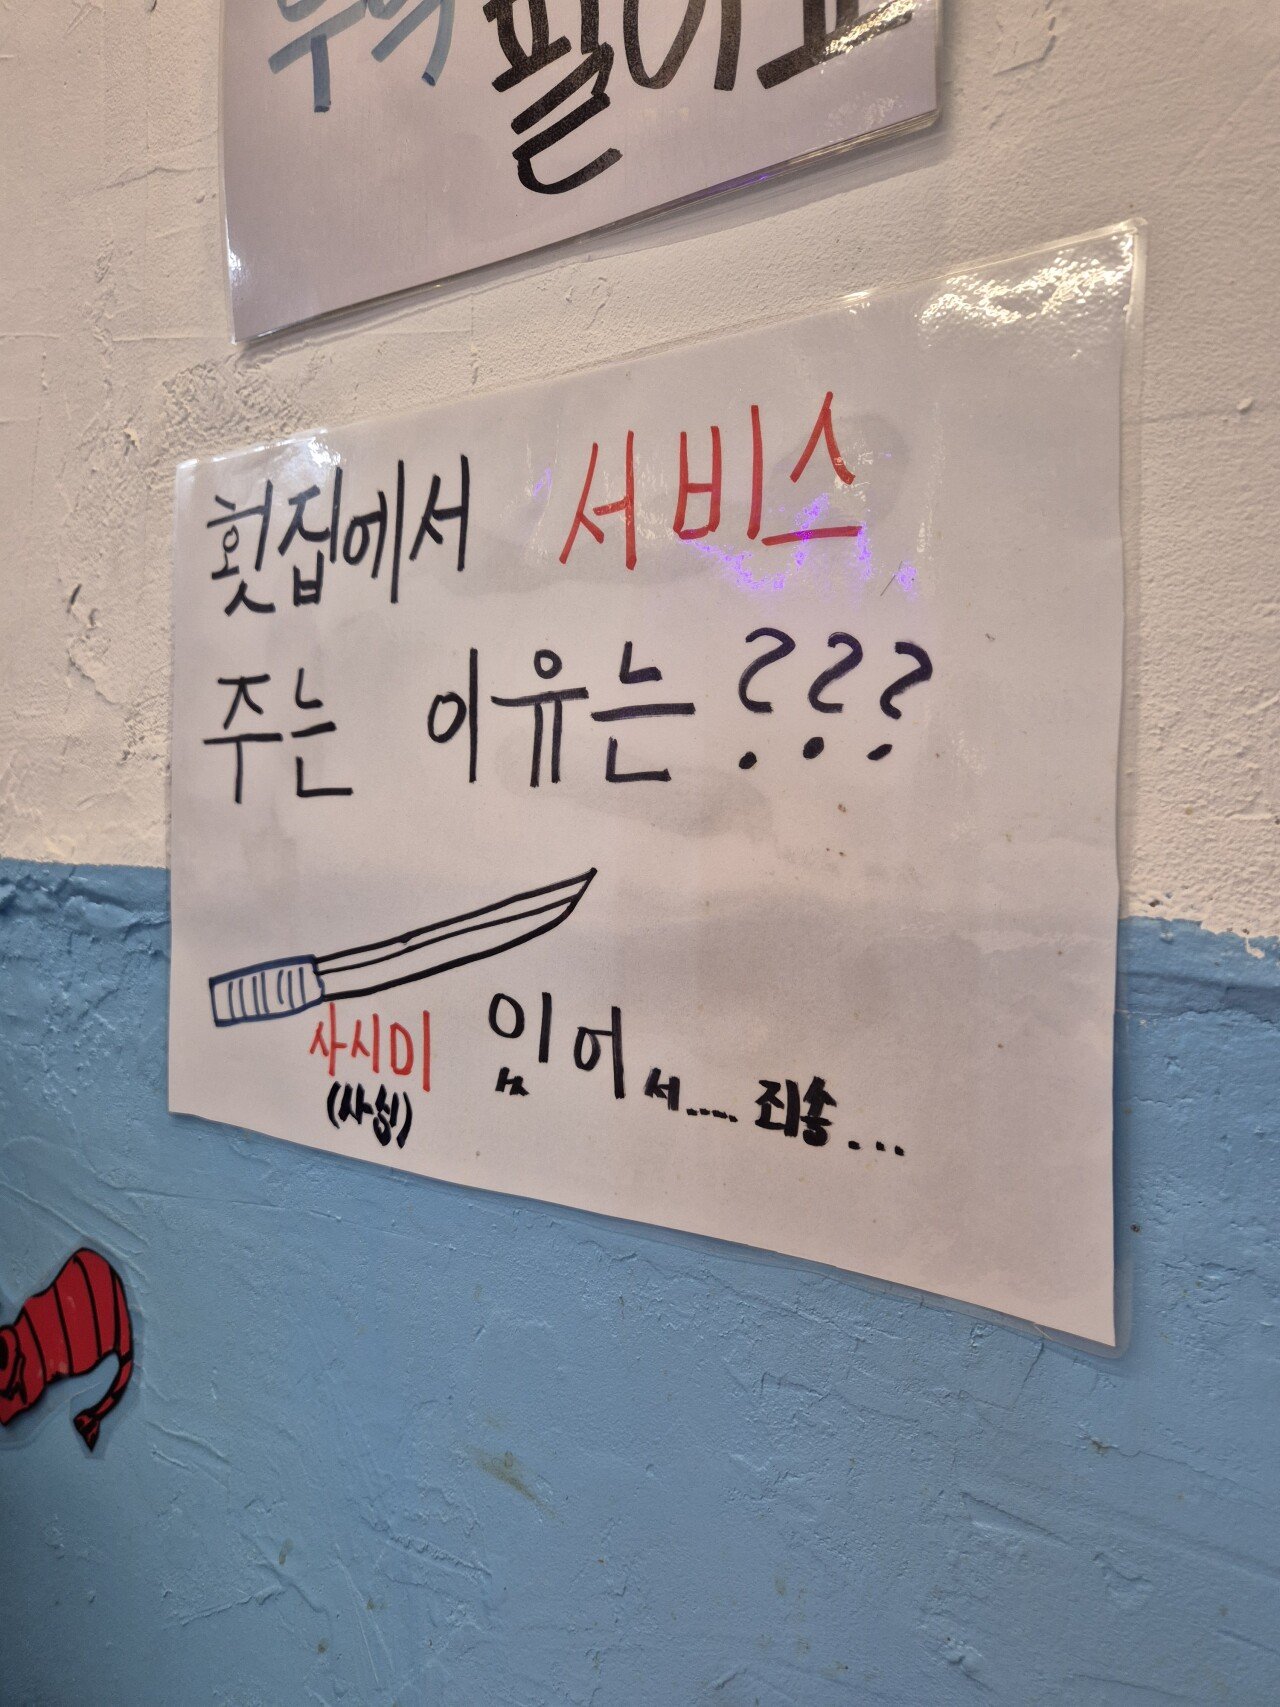 횟집에서 서비스
주는 이유는???
사시미 있어서..... 죄송...
(사심)